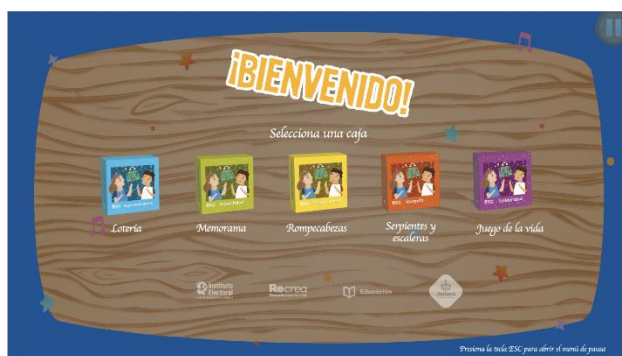 ¡BIENVENIDO!
Selecciona una caja
Lotería
Memorama
Rompecabezas
Serpientes y
escaleras
Juego de la vida
Instituto
Electoral
Recrea
Educación
Jalisco
Presiona la tecla ESC para abrir el menú de pausa